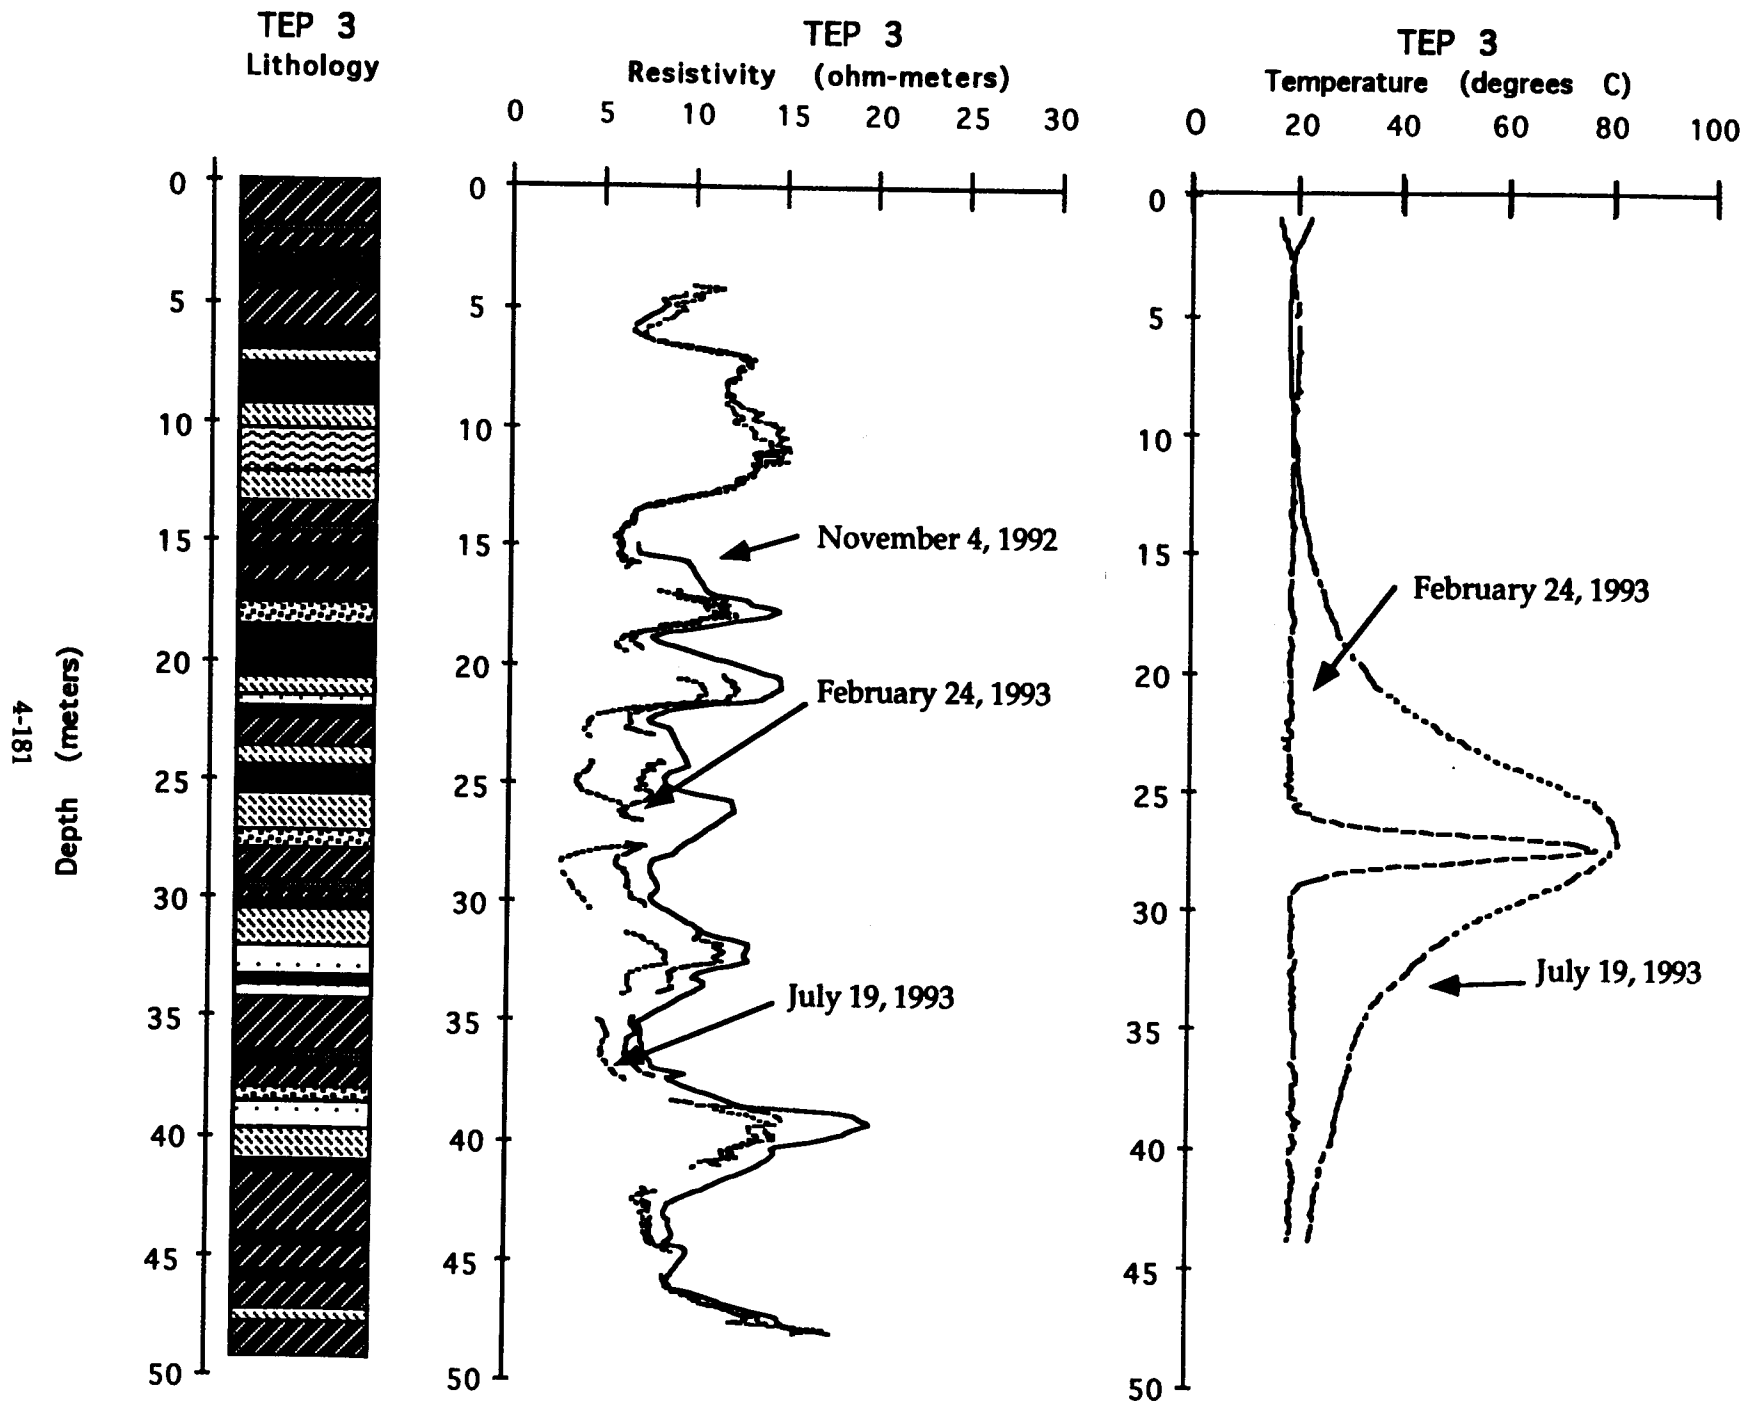 TEP 3
Lithology
TEP 3
Resistivity (ohm-meters)
TEP 3
Temperature (degrees C)
0 5 10 15 20 25 30
0 20 40 60 80 100
Depth (meters)
0
5
10
15
20
25
30
35
40
45
50
0
5
10
15
20
25
30
35
40
45
50
November 4, 1992
February 24, 1993
July 19, 1993
0
5
10
15
20
25
30
35
40
45
50
February 24, 1993
July 19, 1993
4-181